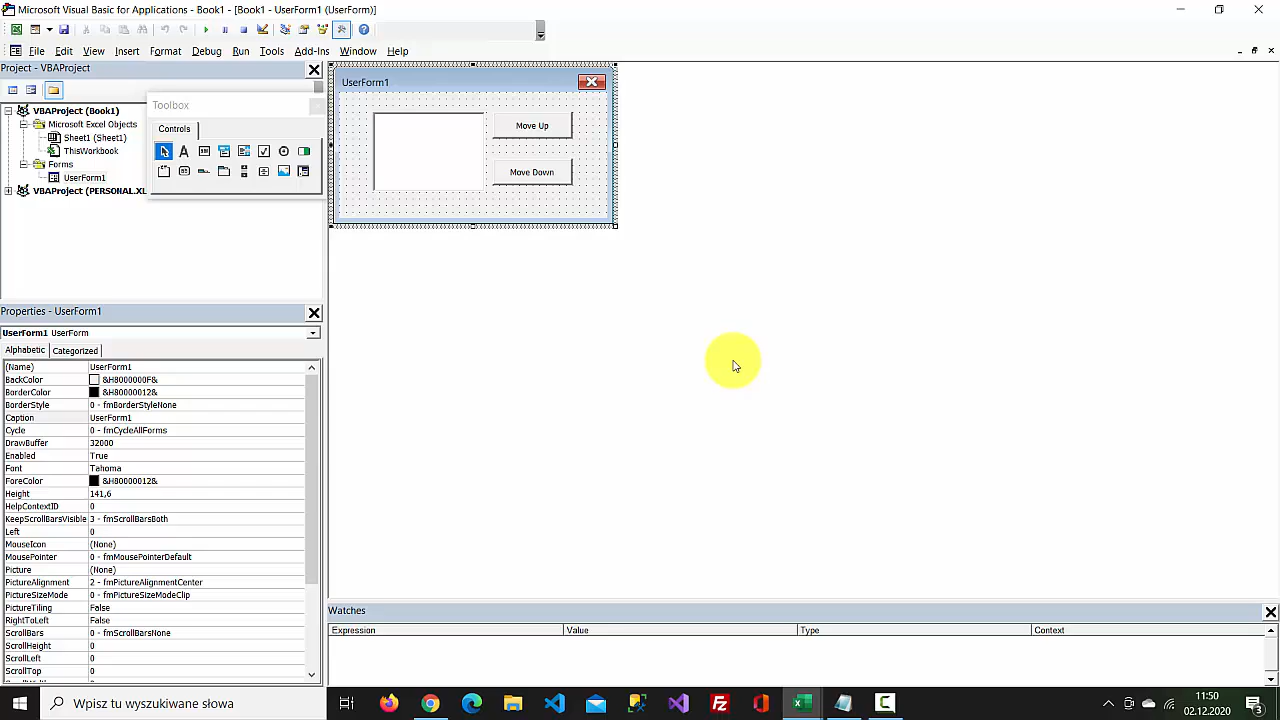 Microsoft Visual Basic for Applications - Book1 - [Book1 - UserForm1 (UserForm)]
File Edit View Insert Format Debug Run Tools Add-Ins Window Help
Project - VBAProject
VBAProject (Book1)
Microsoft Excel Objects
Sheet1 (Sheet1)
ThisWorkbook
Forms
UserForm1
VBAProject (PERSONAL.XL
Toolbox
Controls
UserForm1
Move Up
Move Down
Properties - UserForm1
UserForm1 UserForm
Alphabetic Categorized
(Name) UserForm1
BackColor &H8000000F&
BorderColor &H80000012&
BorderStyle 0 - fmBorderStyleNone
Caption UserForm1
Cycle 0 - fmCycleAllForms
DrawBuffer 32000
Enabled True
Font Tahoma
ForeColor &H80000012&
Height 141,6
HelpContextID 0
KeepScrollBarsVisible 3 - fmScrollBarsBoth
Left 0
MouseIcon (None)
MousePointer 0 - fmMousePointerDefault
Picture (None)
PictureAlignment 2 - fmPictureAlignmentCenter
PictureSizeMode 0 - fmPictureSizeModeClip
PictureTiling False
RightToLeft False
ScrollBars 0 - fmScrollBarsNone
ScrollHeight 0
ScrollLeft 0
ScrollTop 0
Watches
Expression Value Type Context
Wpisz tu wyszukiwane słowa
11:50
02.12.2020
3